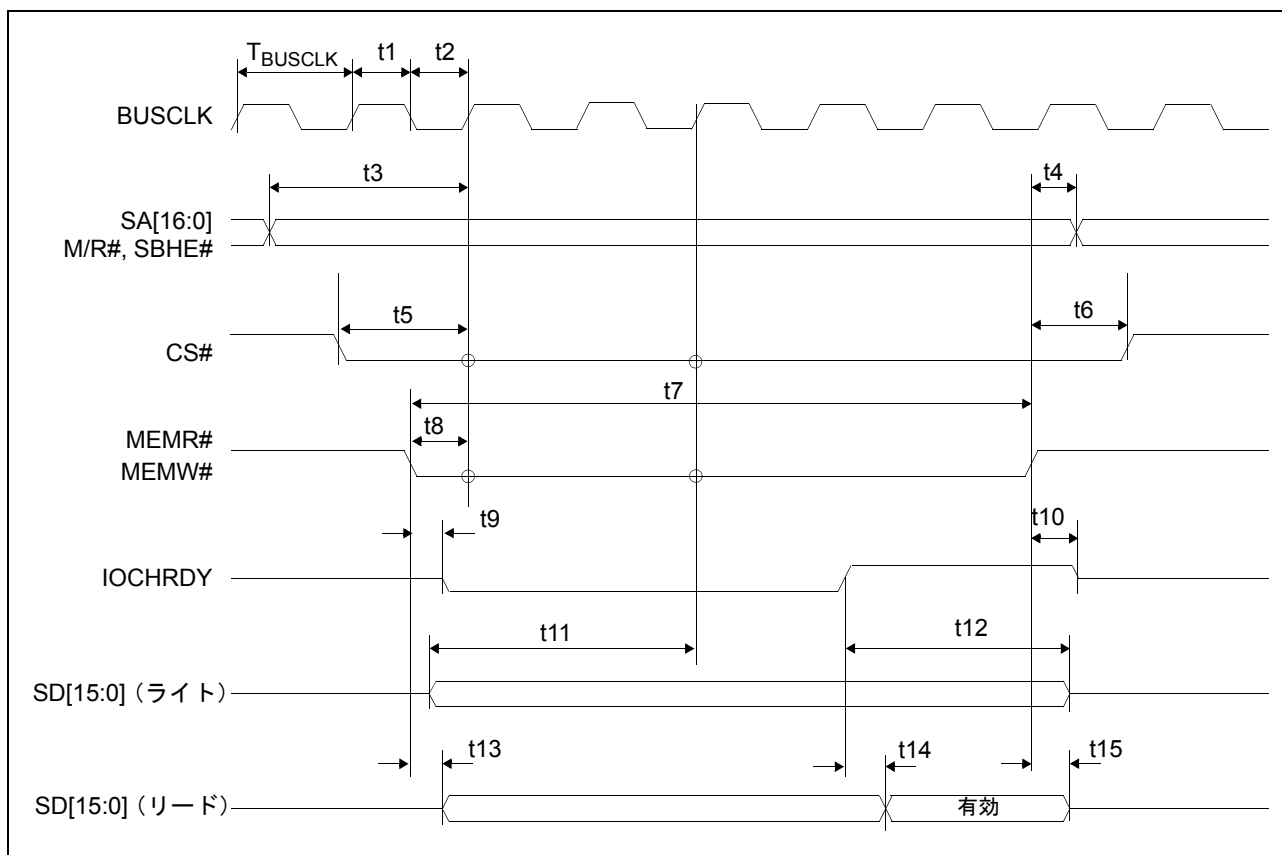 TBUSCLK t1 t2
BUSCLK
t3 t4
SA[16:0]
M/R#, SBHE#
t5 t6
CS#
t7
t8
MEMR#
MEMW#
t9 t10
IOCHRDY
t11 t12
SD[15:0]（ライト）
t13 t14 t15
SD[15:0]（リード） 有効